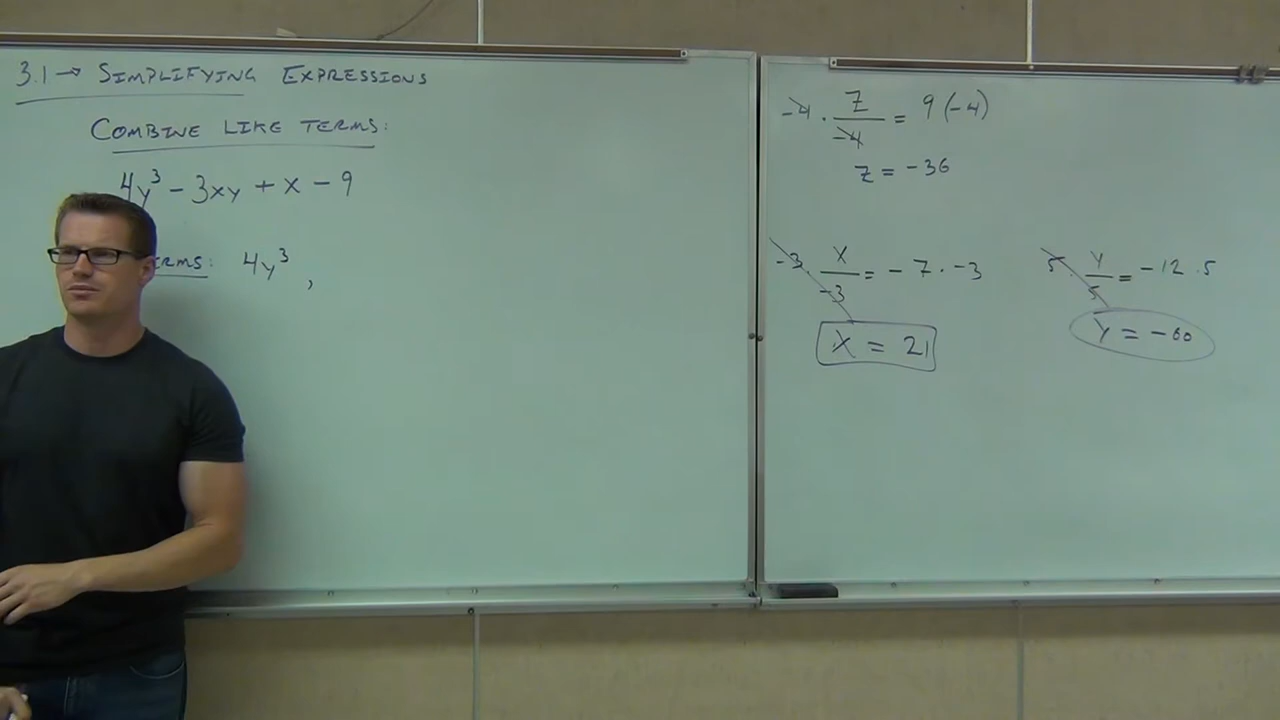 3.1 → SIMPLIFYING EXPRESSIONS
COMBINE LIKE TERMS:
4y³ - 3xy + x - 9
ERMS: 4y³ ,
-4 · z/-4 = 9(-4)
z = -36
-3 · x/-3 = -7 · -3
x = 21
5 · y/5 = -12 · 5
y = -60